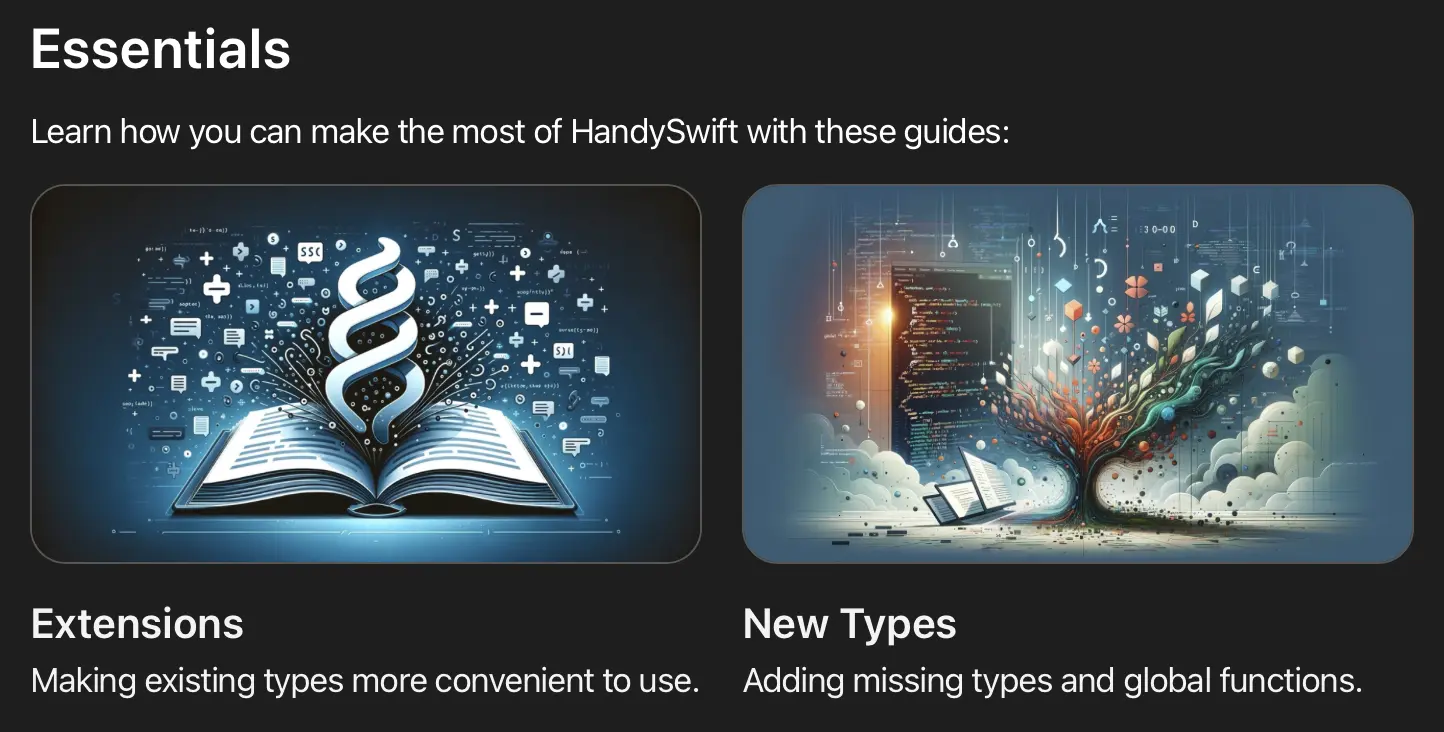 Essentials
Learn how you can make the most of HandySwift with these guides:
Extensions
New Types
Making existing types more convenient to use.
Adding missing types and global functions.